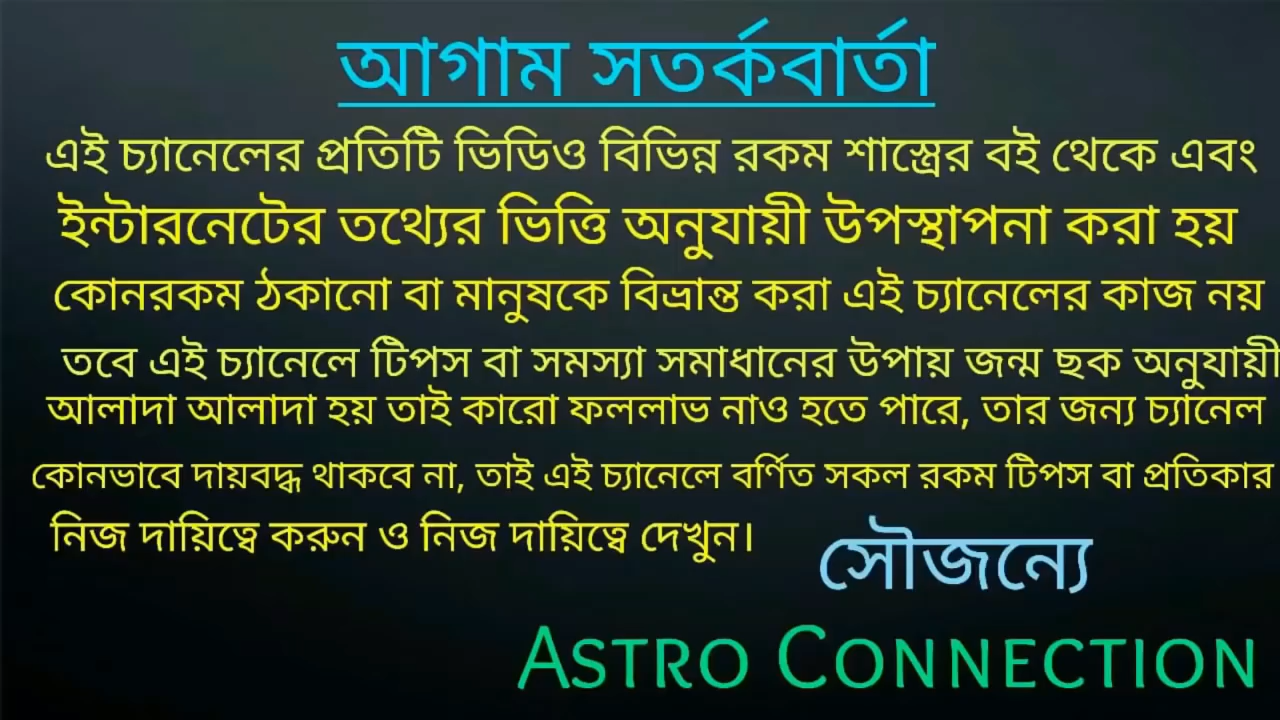 আগাম সতর্কবার্তা
এই চ্যানেলের প্রতিটি ভিডিও বিভিন্ন রকম শাস্ত্রের বই থেকে এবং
ইন্টারনেটের তথ্যের ভিত্তি অনুযায়ী উপস্থাপনা করা হয়
কোনরকম ঠকানো বা মানুষকে বিভ্রান্ত করা এই চ্যানেলের কাজ নয়
তবে এই চ্যানেলে টিপস বা সমস্যা সমাধানের উপায় জন্ম ছক অনুযায়ী
আলাদা আলাদা হয় তাই কারো ফললাভ নাও হতে পারে, তার জন্য চ্যানেল
কোনভাবে দায়বদ্ধ থাকবে না, তাই এই চ্যানেলে বর্ণিত সকল রকম টিপস বা প্রতিকার
নিজ দায়িত্বে করুন ও নিজ দায়িত্বে দেখুন।
সৌজন্যে
ASTRO CONNECTION